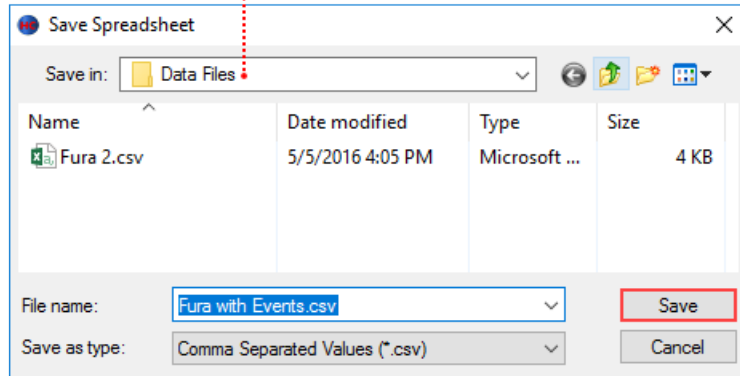 Save Spreadsheet
Save in: Data Files
Name Date modified Type Size
Fura 2.csv 5/5/2016 4:05 PM Microsoft ... 4 KB
File name: Fura with Events.csv Save
Save as type: Comma Separated Values (*.csv) Cancel